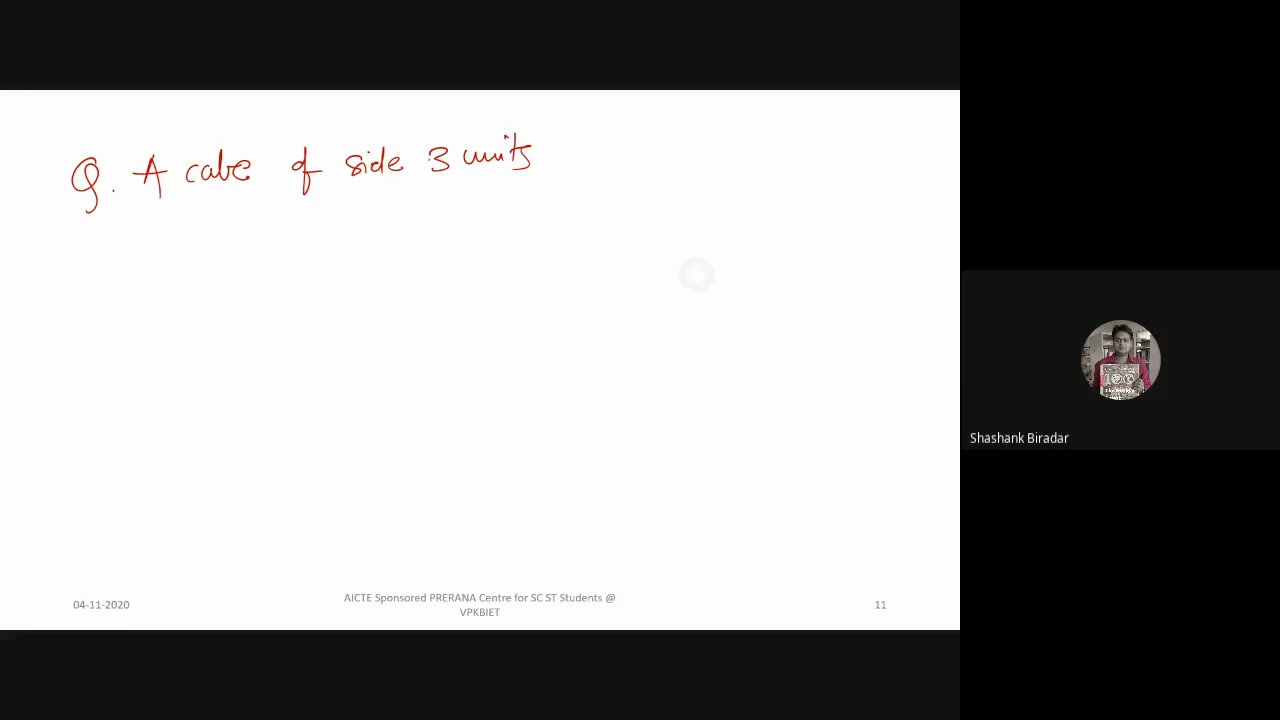 Q. A cube of side 3 units
Shashank Biradar
04-11-2020
AICTE Sponsored PRERANA Centre for SC ST Students @
VPKBIET
11